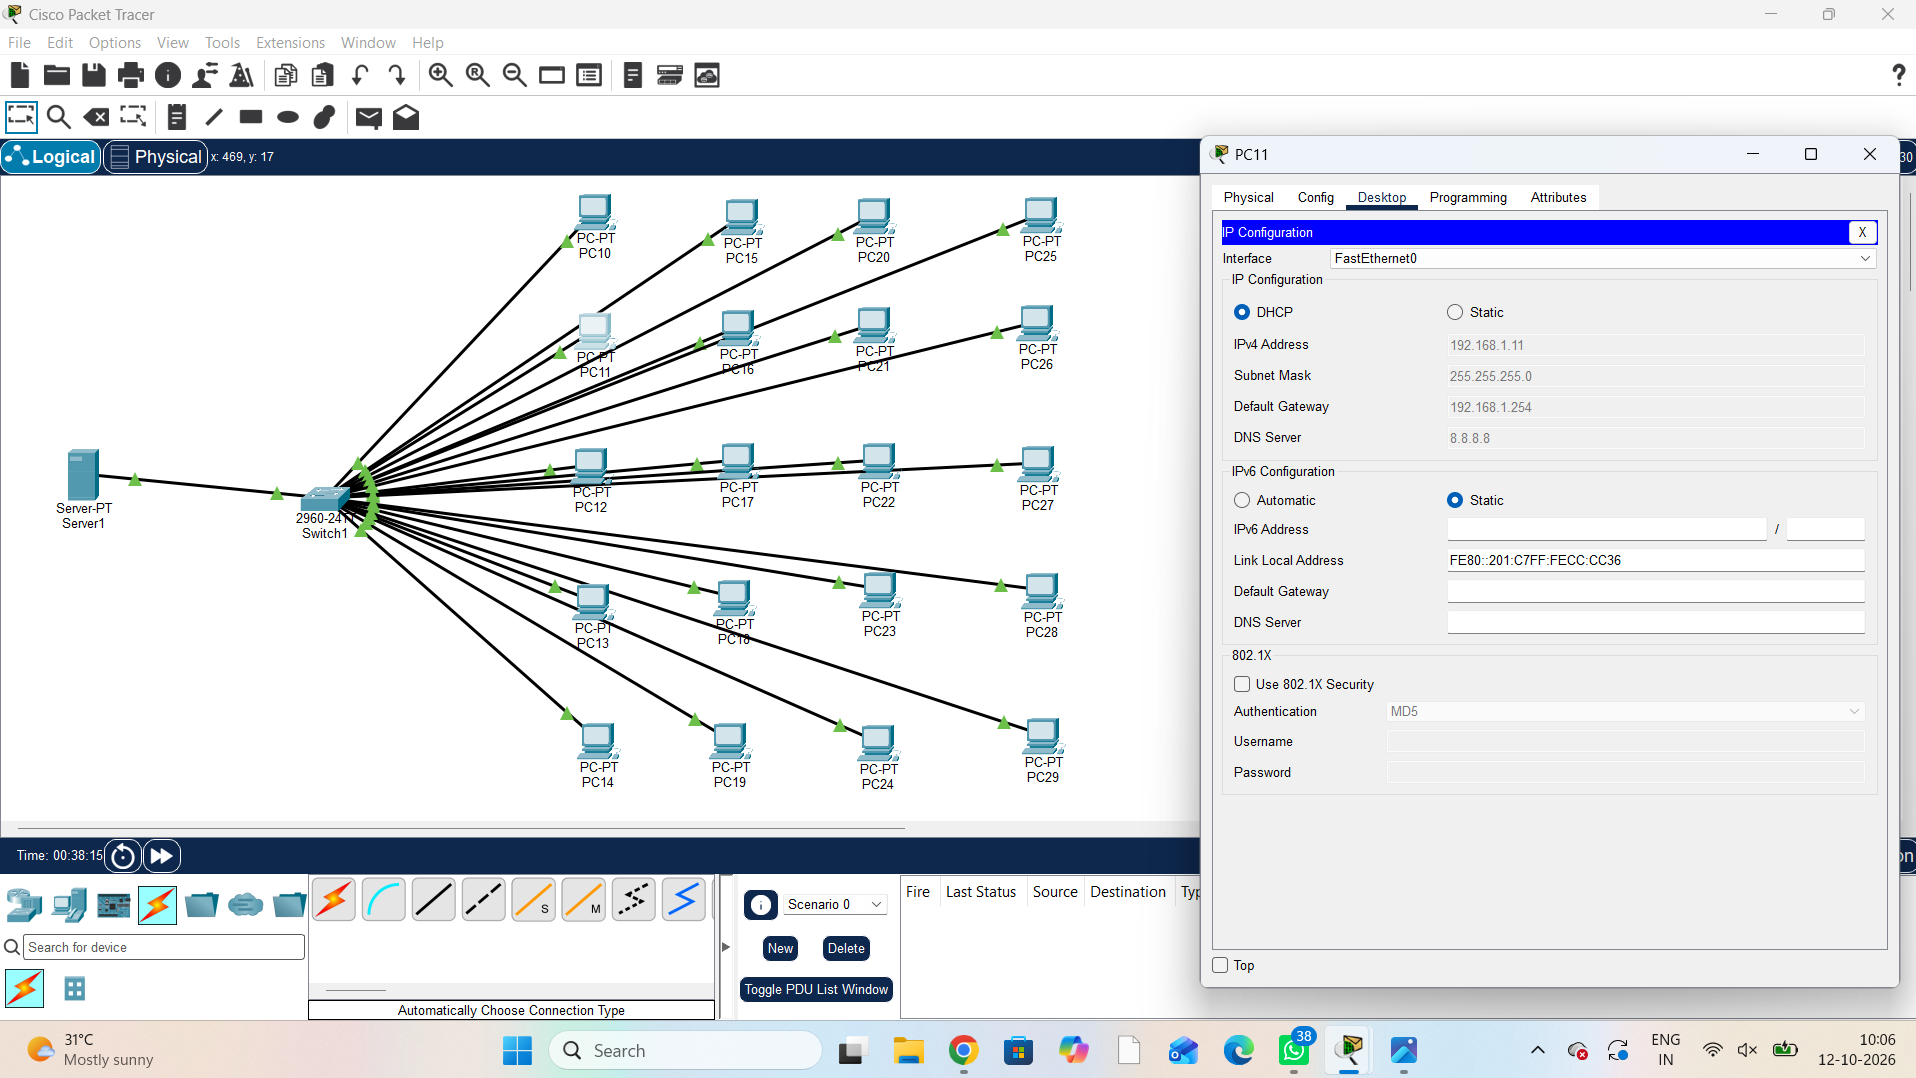 Cisco Packet Tracer
File Edit Options View Tools Extensions Window Help
?
Logical Physical x: 469, y: 17
30
PC-PT
PC10
PC-PT
PC15
PC-PT
PC20
PC-PT
PC25
PC-PT
PC11
PC-PT
PC16
PC-PT
PC21
PC-PT
PC26
Server-PT
Server1
2960-24TT
Switch1
PC-PT
PC12
PC-PT
PC17
PC-PT
PC22
PC-PT
PC27
PC-PT
PC13
PC-PT
PC18
PC-PT
PC23
PC-PT
PC28
PC-PT
PC14
PC-PT
PC19
PC-PT
PC24
PC-PT
PC29
PC11
Physical Config Desktop Programming Attributes
IP Configuration X
Interface FastEthernet0
IP Configuration
DHCP Static
IPv4 Address 192.168.1.11
Subnet Mask 255.255.255.0
Default Gateway 192.168.1.254
DNS Server 8.8.8.8
IPv6 Configuration
Automatic Static
IPv6 Address /
Link Local Address FE80::201:C7FF:FECC:CC36
Default Gateway
DNS Server
802.1X
Use 802.1X Security
Authentication MD5
Username
Password
Top
Time: 00:38:15
on
S M
Search for device
Automatically Choose Connection Type
Scenario 0
New Delete
Toggle PDU List Window
Fire Last Status Source Destination Typ
31°C
Mostly sunny
Search
38
ENG
IN
10:06
12-10-2026